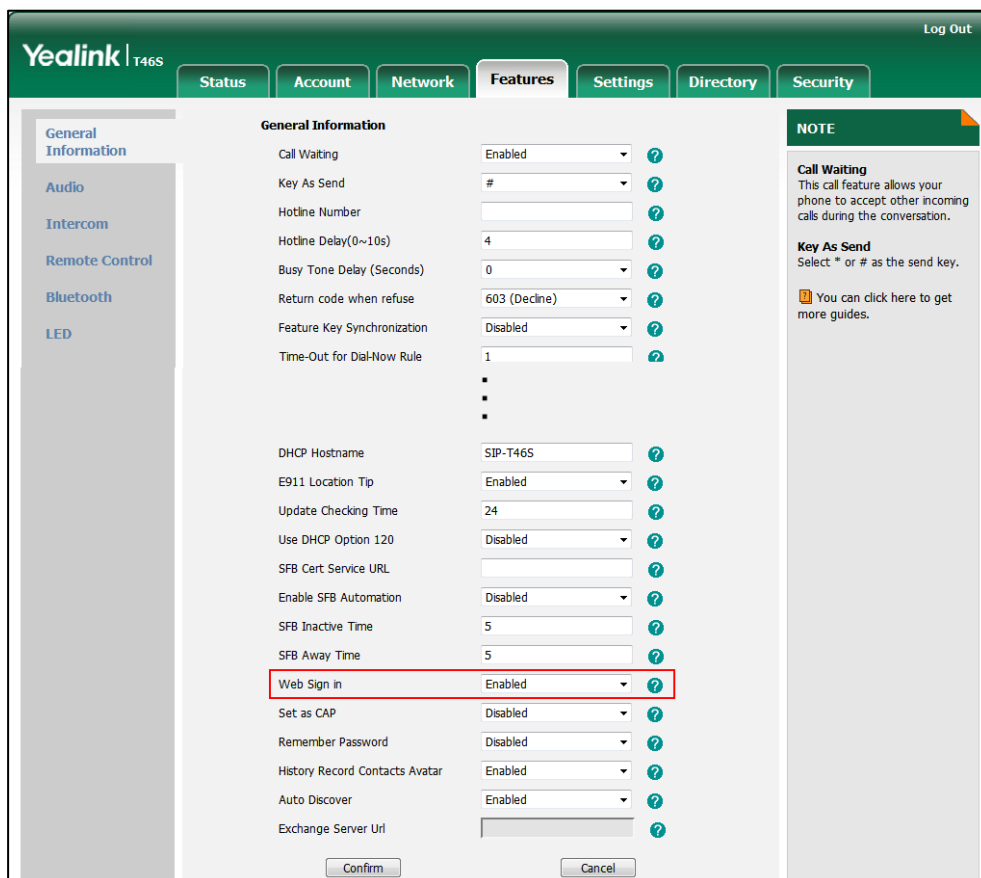 Log Out
Yealink T46S
Status Account Network Features Settings Directory Security
General
Information
Audio
Intercom
Remote Control
Bluetooth
LED
General Information
Call Waiting Enabled ?
Key As Send # ?
Hotline Number ?
Hotline Delay(0~10s) 4 ?
Busy Tone Delay (Seconds) 0 ?
Return code when refuse 603 (Decline) ?
Feature Key Synchronization Disabled ?
Time-Out for Dial-Now Rule 1 ?
DHCP Hostname SIP-T46S ?
E911 Location Tip Enabled ?
Update Checking Time 24 ?
Use DHCP Option 120 Disabled ?
SFB Cert Service URL ?
Enable SFB Automation Disabled ?
SFB Inactive Time 5 ?
SFB Away Time 5 ?
Web Sign in Enabled ?
Set as CAP Disabled ?
Remember Password Disabled ?
History Record Contacts Avatar Enabled ?
Auto Discover Enabled ?
Exchange Server Url ?
Confirm Cancel
NOTE
Call Waiting
This call feature allows your
phone to accept other incoming
calls during the conversation.
Key As Send
Select * or # as the send key.
? You can click here to get
more guides.